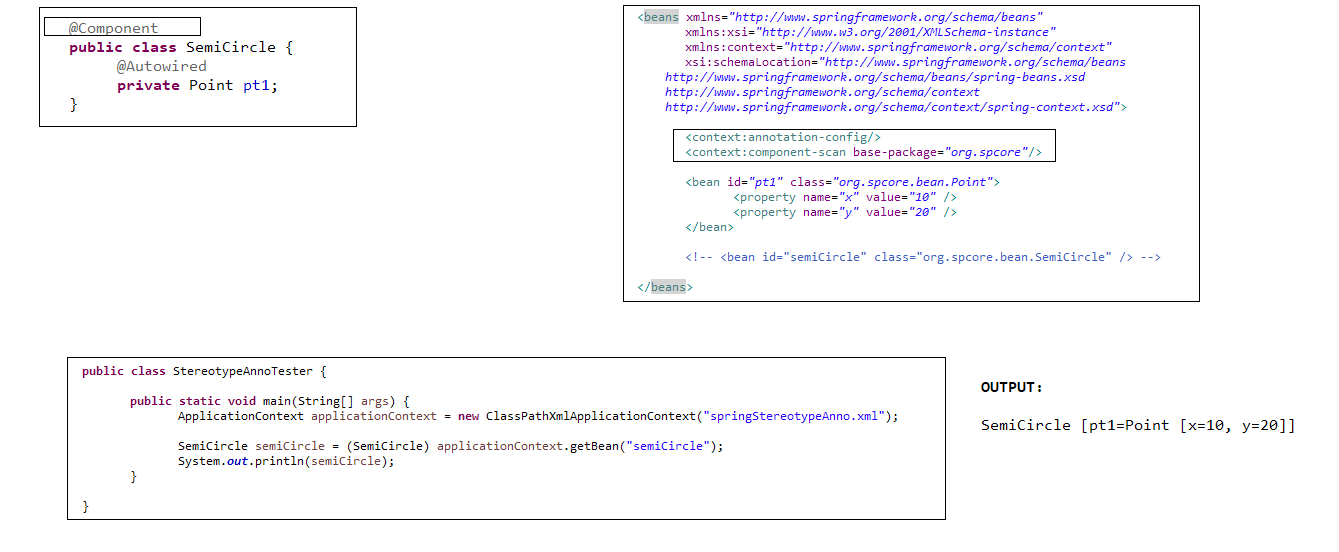 @Component
public class SemiCircle {
@Autowired
private Point pt1;
}
<beans xmlns="http://www.springframework.org/schema/beans"
xmlns:xsi="http://www.w3.org/2001/XMLSchema-instance"
xmlns:context="http://www.springframework.org/schema/context"
xsi:schemaLocation="http://www.springframework.org/schema/beans
http://www.springframework.org/schema/beans/spring-beans.xsd
http://www.springframework.org/schema/context
http://www.springframework.org/schema/context/spring-context.xsd">
<context:annotation-config/>
<context:component-scan base-package="org.spcore"/>
<bean id="pt1" class="org.spcore.bean.Point">
<property name="x" value="10" />
<property name="y" value="20" />
</bean>
<!-- <bean id="semiCircle" class="org.spcore.bean.SemiCircle" /> -->
</beans>
public class StereotypeAnnoTester {
public static void main(String[] args) {
ApplicationContext applicationContext = new ClassPathXmlApplicationContext("springStereotypeAnno.xml");
SemiCircle semiCircle = (SemiCircle) applicationContext.getBean("semiCircle");
System.out.println(semiCircle);
}
}
OUTPUT:
SemiCircle [pt1=Point [x=10, y=20]]